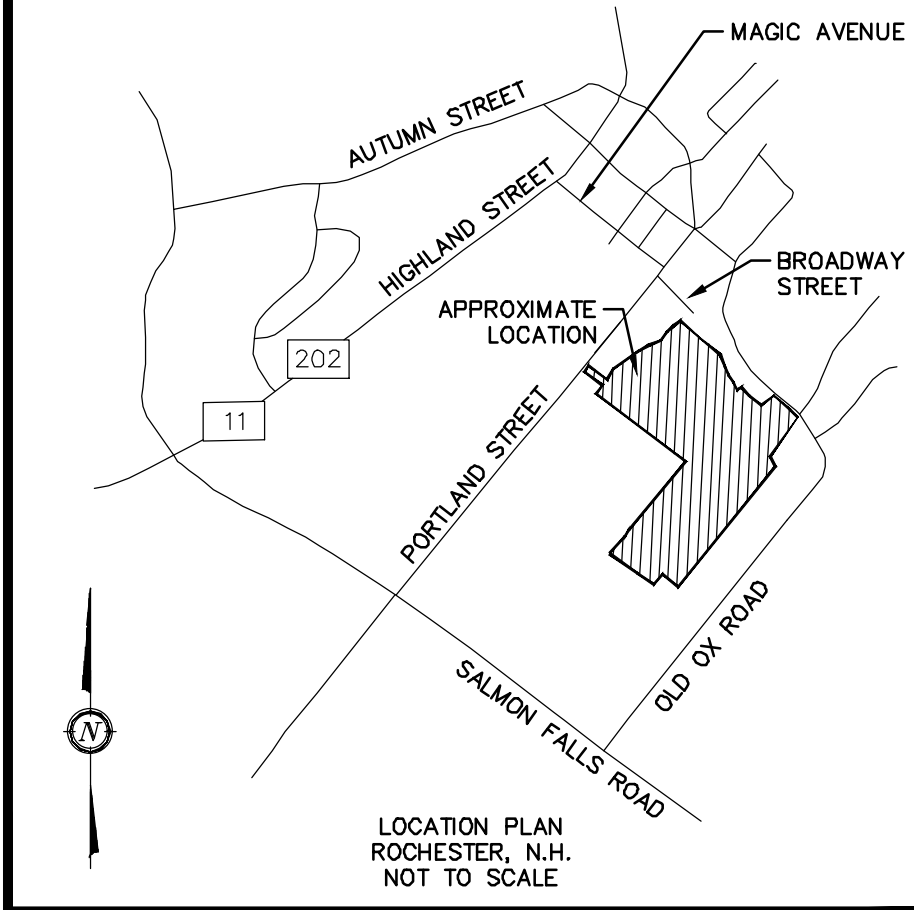 MAGIC AVENUE
AUTUMN STREET
HIGHLAND STREET
BROADWAY
STREET
APPROXIMATE
LOCATION
202
11
PORTLAND STREET
OLD OX ROAD
SALMON FALLS ROAD
N
LOCATION PLAN
ROCHESTER, N.H.
NOT TO SCALE